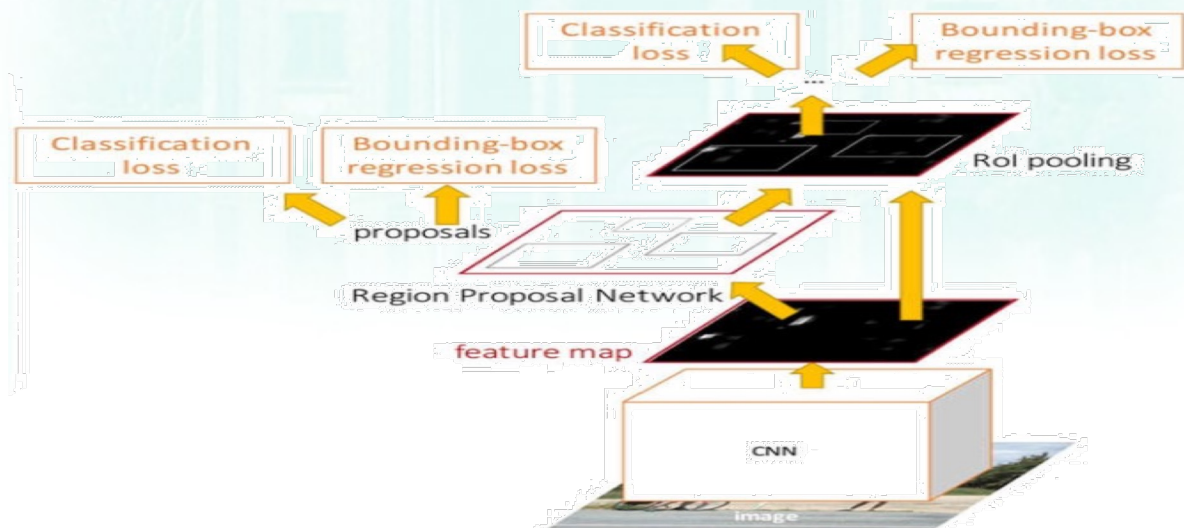 Classification
loss
Bounding-box
regression loss
...
Classification
loss
Bounding-box
regression loss
RoI pooling
proposals
Region Proposal Network
feature map
CNN
image